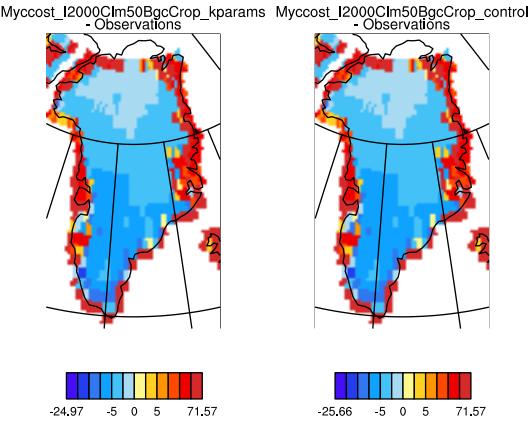 Myccost_I2000Clm50BgcCrop_kparams
- Observations
Myccost_I2000Clm50BgcCrop_control
- Observations
-24.97 -5 0 5 71.57
-25.66 -5 0 5 71.57